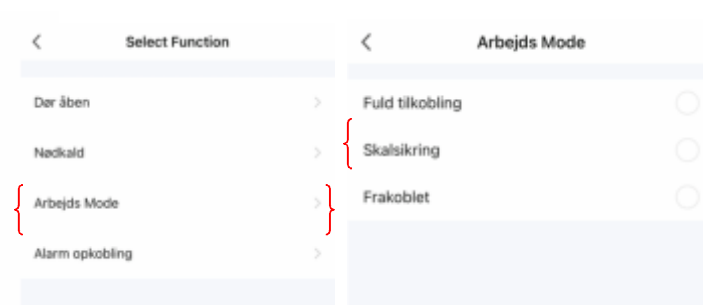 Select Function
Dør åben
Nødkald
Arbejds Mode
Alarm opkobling
Arbejds Mode
Fuld tilkobling
Skalsikring
Frakoblet